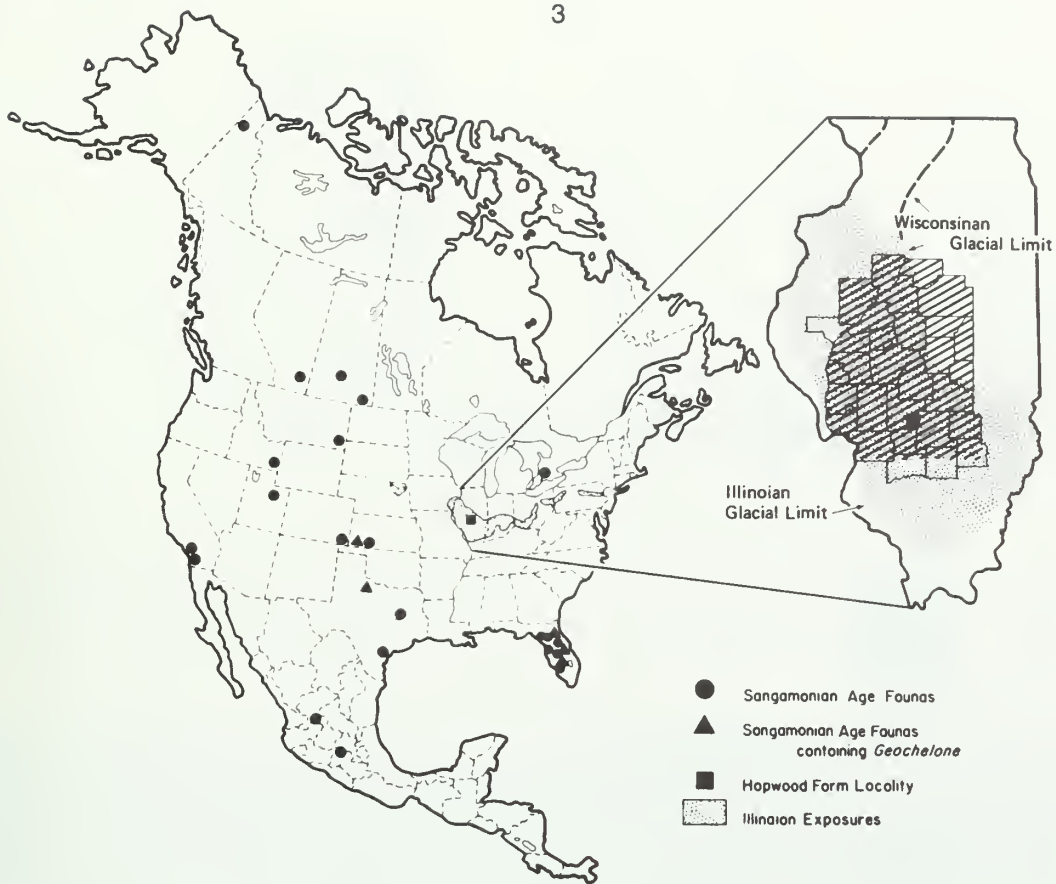 3
Wisconsinan
Glacial Limit
Illinoian
Glacial Limit
Sangamonian Age Faunas
Sangamonian Age Faunas
containing Geochelone
Hopwood Farm Locality
Illinoian Exposures